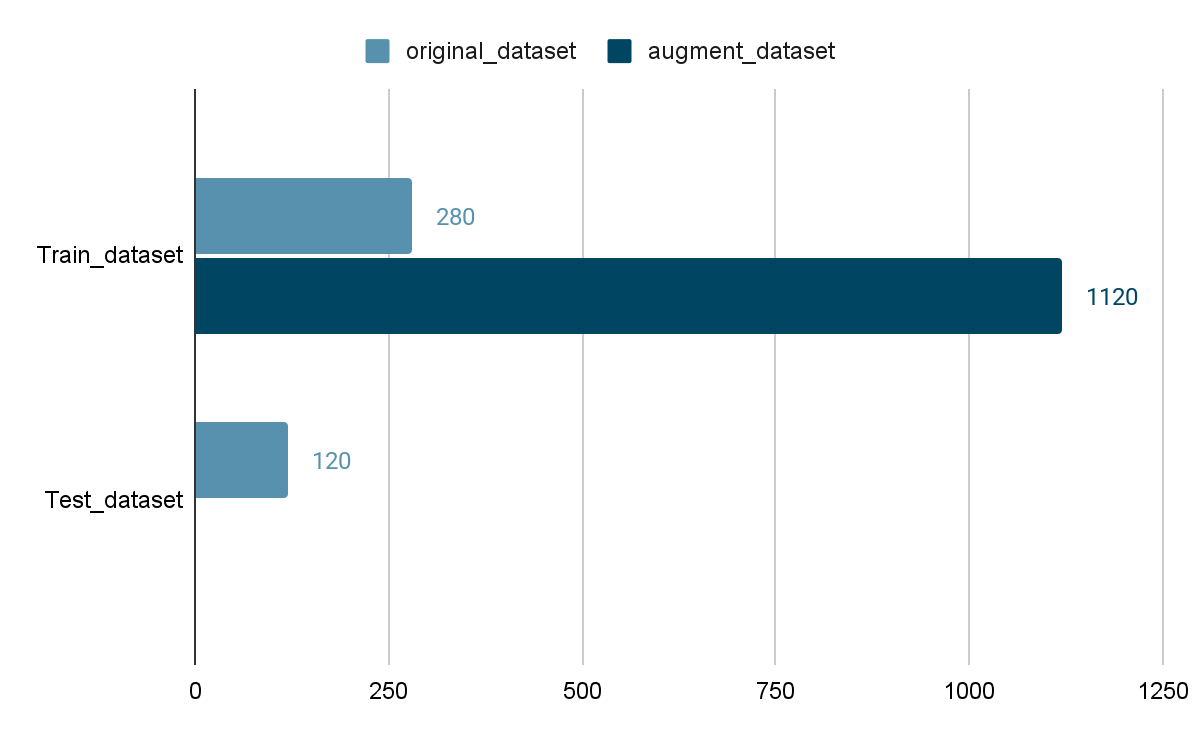 original_dataset augment_dataset
280
Train_dataset
1120
120
Test_dataset
0 250 500 750 1000 1250